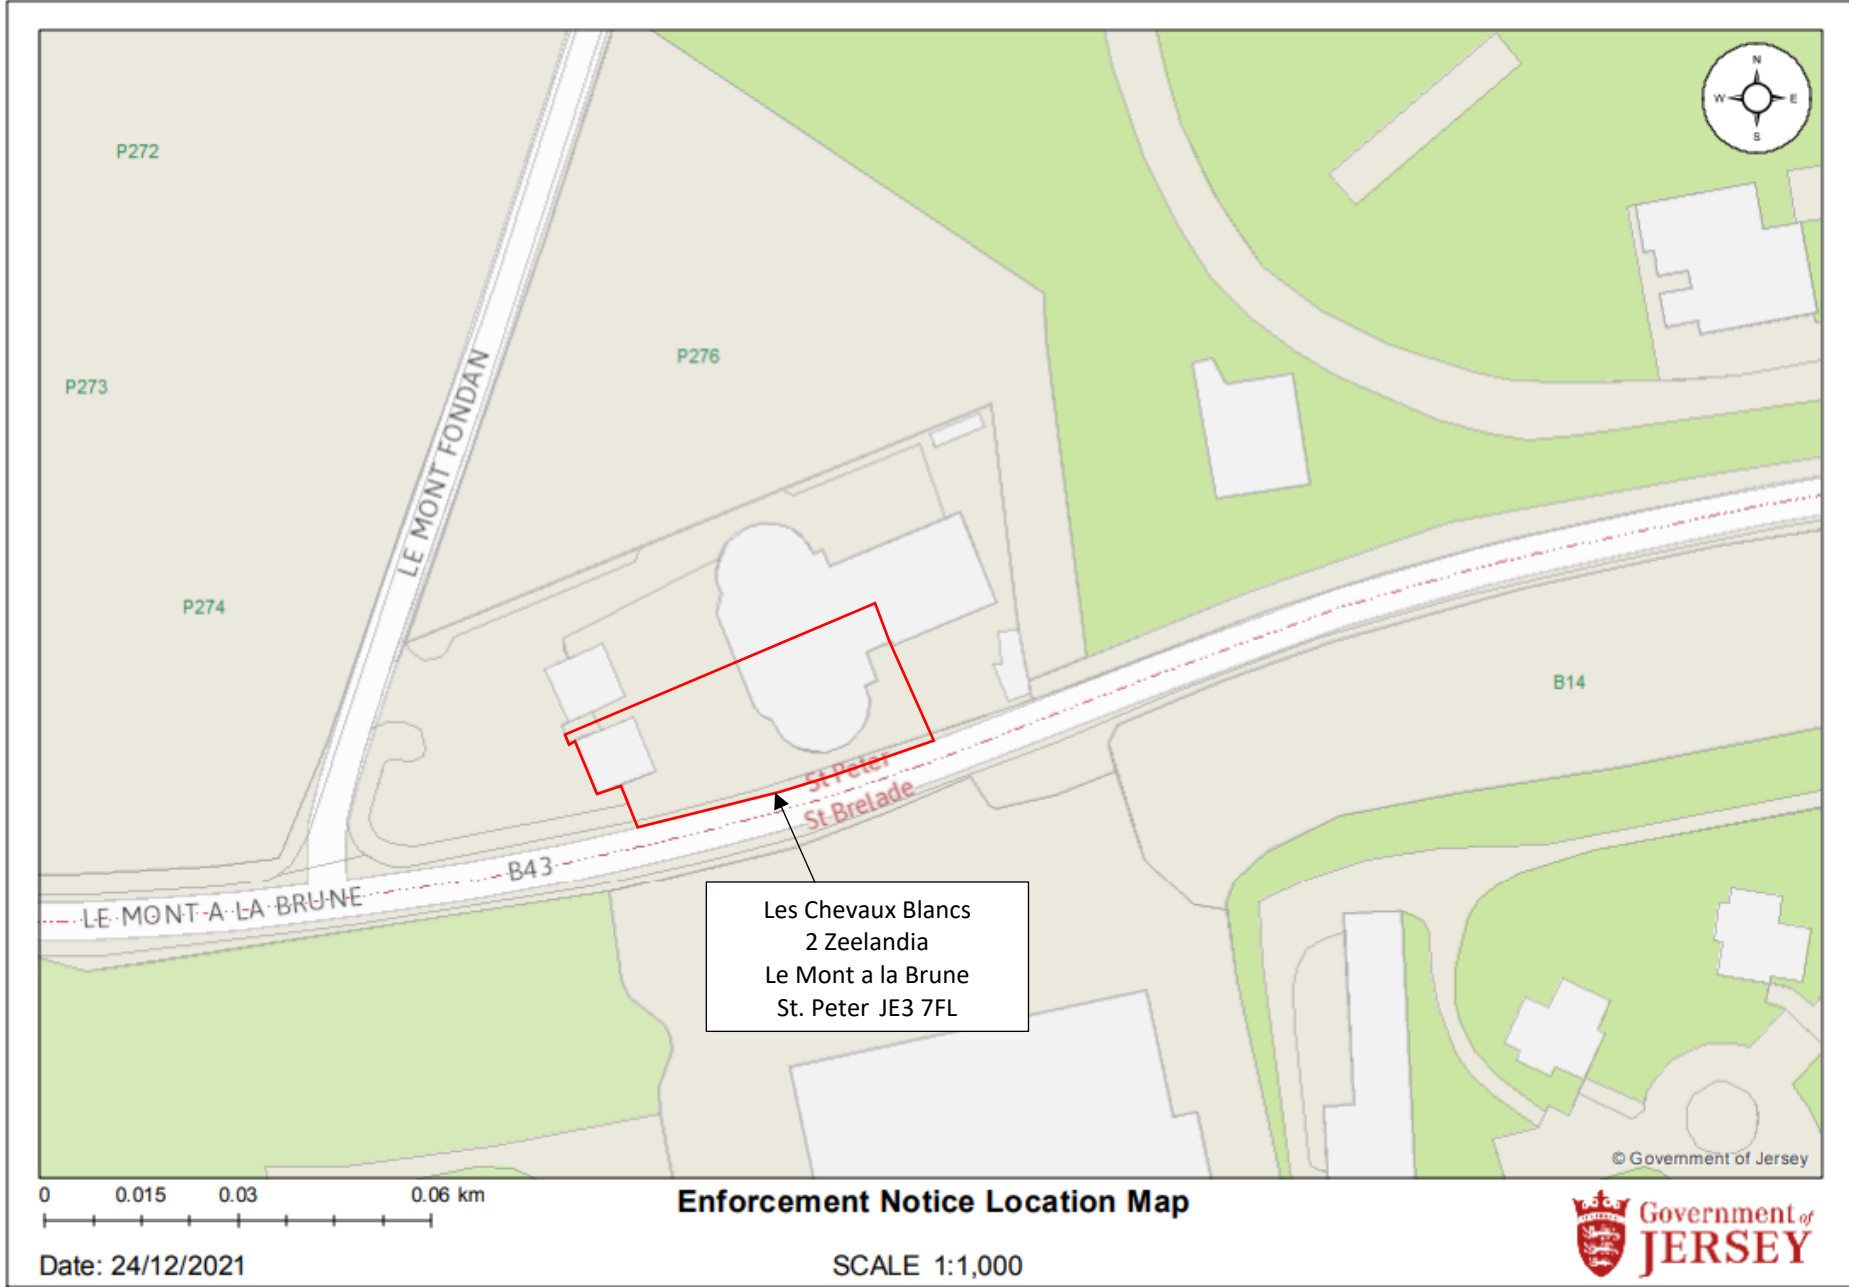 N
W E
S
P272
P276
P273
LE MONT FONDAN
P274
B14
St Peter
St Brelade
B43
LE MONT A LA BRUNE
Les Chevaux Blancs
2 Zeelandia
Le Mont a la Brune
St. Peter JE3 7FL
© Government of Jersey
0 0.015 0.03 0.06 km
Enforcement Notice Location Map
Government of
JERSEY
Date: 24/12/2021
SCALE 1:1,000